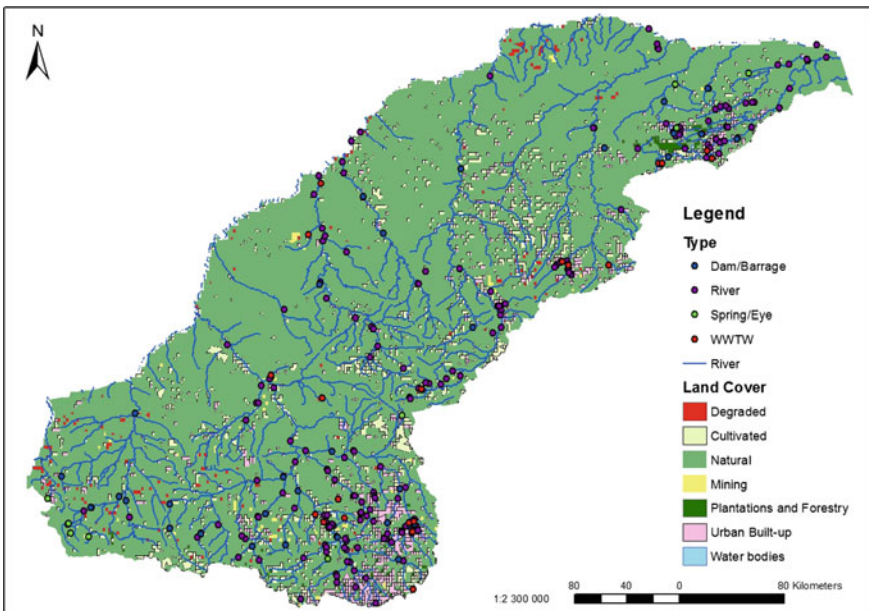 N
Legend
Type
Dam/Barrage
River
Spring/Eye
WWTW
River
Land Cover
Degraded
Cultivated
Natural
Mining
Plantations and Forestry
Urban Built-up
Water bodies
1:2 300 000
80 40 0 80 Kilometers